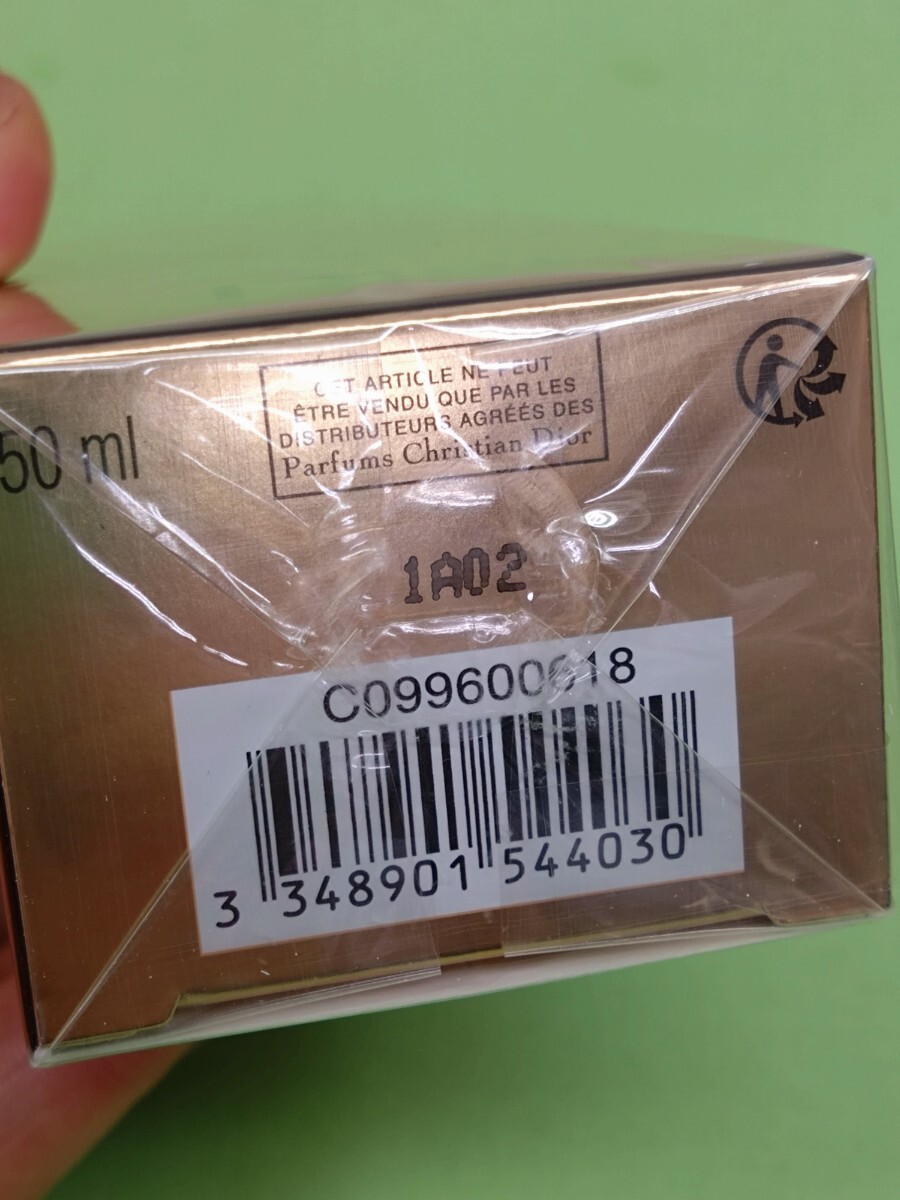 CET ARTICLE NE PEUT
ÊTRE VENDU QUE PAR LES
DISTRIBUTEURS AGRÉÉS DES
Parfums Christian Dior
50 ml
1A02
C099600618
3 348901 544030